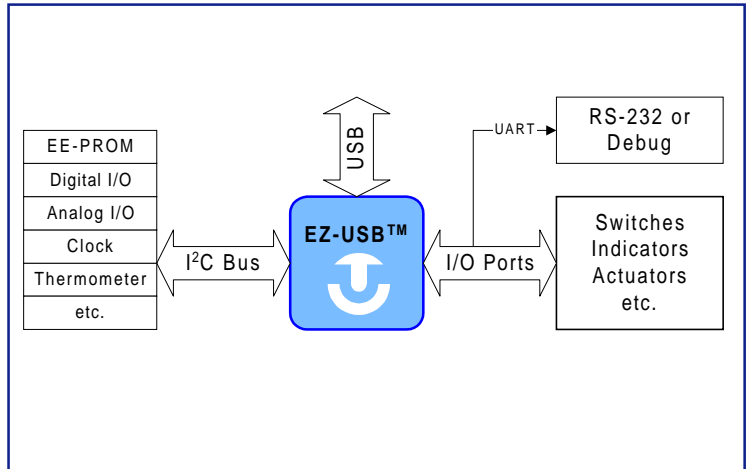 USB
UART
RS-232 or
Debug
EE-PROM
Digital I/O
Analog I/O
Clock
Thermometer
etc.
I²C Bus
EZ-USB™
I/O Ports
Switches
Indicators
Actuators
etc.